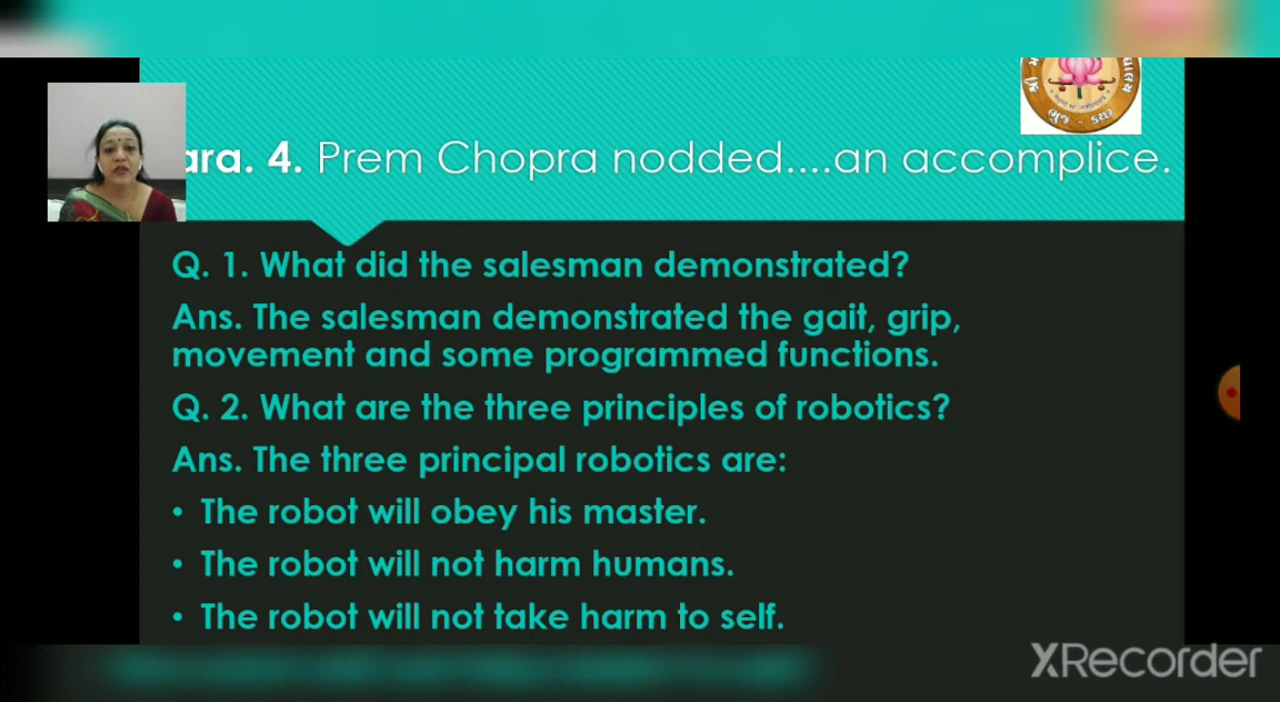 ara. 4. Prem Chopra nodded....an accomplice.
Q. 1. What did the salesman demonstrated?
Ans. The salesman demonstrated the gait, grip,
movement and some programmed functions.
Q. 2. What are the three principles of robotics?
Ans. The three principal robotics are:
• The robot will obey his master.
• The robot will not harm humans.
• The robot will not take harm to self.
ભુજ - કચ્છ
XRecorder